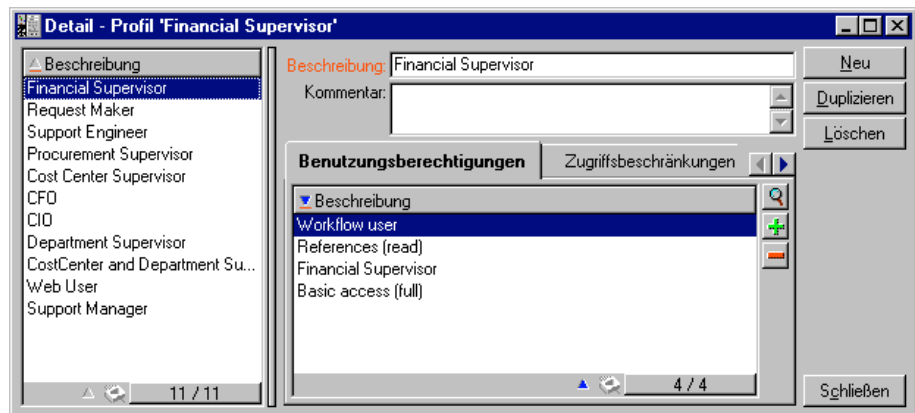 Detail - Profil 'Financial Supervisor'
Beschreibung
Financial Supervisor
Request Maker
Support Engineer
Procurement Supervisor
Cost Center Supervisor
CFO
CIO
Department Supervisor
CostCenter and Department Su...
Web User
Support Manager
11 / 11
Beschreibung: Financial Supervisor
Kommentar:
Benutzungsberechtigungen Zugriffsbeschränkungen
Beschreibung
Workflow user
References (read)
Financial Supervisor
Basic access (full)
4 / 4
Neu
Duplizieren
Löschen
Schließen